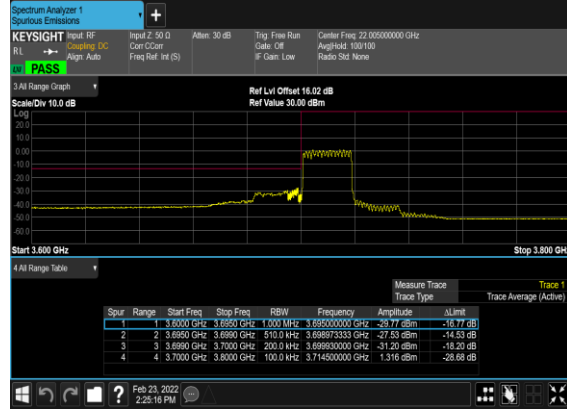 Spectrum Analyzer 1
Spurious Emissions
+
KEYSIGHT
RL
Input: RF
Coupling: DC
Align: Auto
Input Z: 50 Ω
Corr CCorr
Freq Ref: Int (S)
Atten: 30 dB
Trig: Free Run
Gate: Off
IF Gain: Low
Center Freq: 22.005000000 GHz
Avg|Hold: 100/100
Radio Std: None
PASS
3 All Range Graph
Scale/Div 10.0 dB
Ref Lvl Offset 16.02 dB
Ref Value 30.00 dBm
Log
20.0
10.0
0.00
-10.0
-20.0
-30.0
-40.0
-50.0
-60.0
Start 3.600 GHz
Stop 3.800 GHz
4 All Range Table
Measure Trace Trace 1
Trace Type Trace Average (Active)
Spur Range Start Freq Stop Freq RBW Frequency Amplitude ΔLimit
1 1 3.6000 GHz 3.6950 GHz 1.000 MHz 3.695000000 GHz -29.77 dBm -16.77 dB
2 2 3.6950 GHz 3.6990 GHz 510.0 kHz 3.698973333 GHz -27.53 dBm -14.53 dB
3 3 3.6990 GHz 3.7000 GHz 200.0 kHz 3.699930000 GHz -31.20 dBm -18.20 dB
4 4 3.7000 GHz 3.8000 GHz 100.0 kHz 3.714500000 GHz 1.316 dBm -28.68 dB
?
Feb 23, 2022
2:25:16 PM